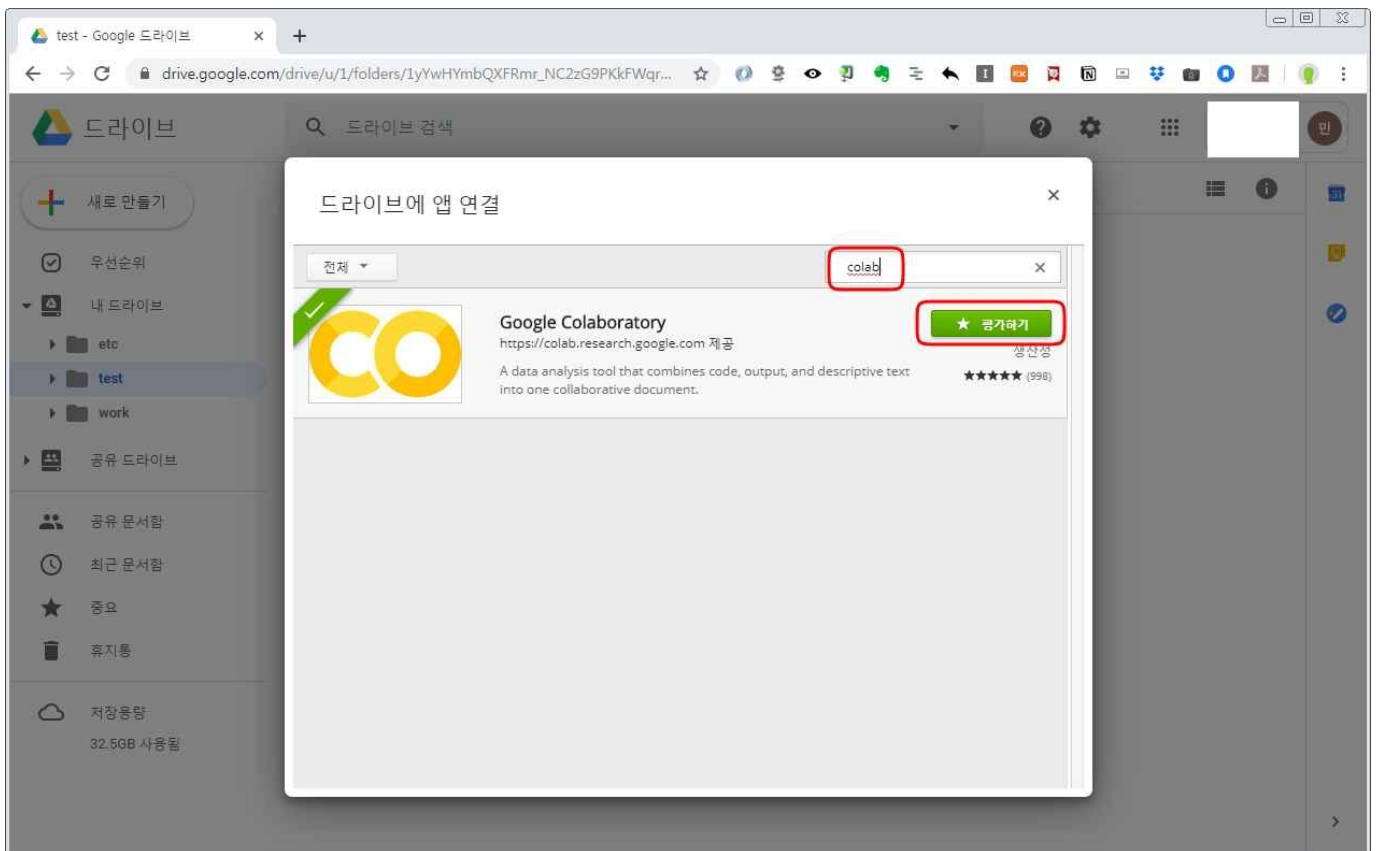 test - Google 드라이브
drive.google.com/drive/u/1/folders/1yYwHYmbQXFRmr_NC2zG9PKkFWqr...
드라이브
드라이브 검색
민
새로 만들기
우선순위
내 드라이브
etc
test
work
공유 드라이브
공유 문서함
최근 문서함
중요
휴지통
저장용량
32.5GB 사용됨
드라이브에 앱 연결
전체
colab
Google Colaboratory
https://colab.research.google.com 제공
A data analysis tool that combines code, output, and descriptive text
into one collaborative document.
평가하기
생산성
(998)
31